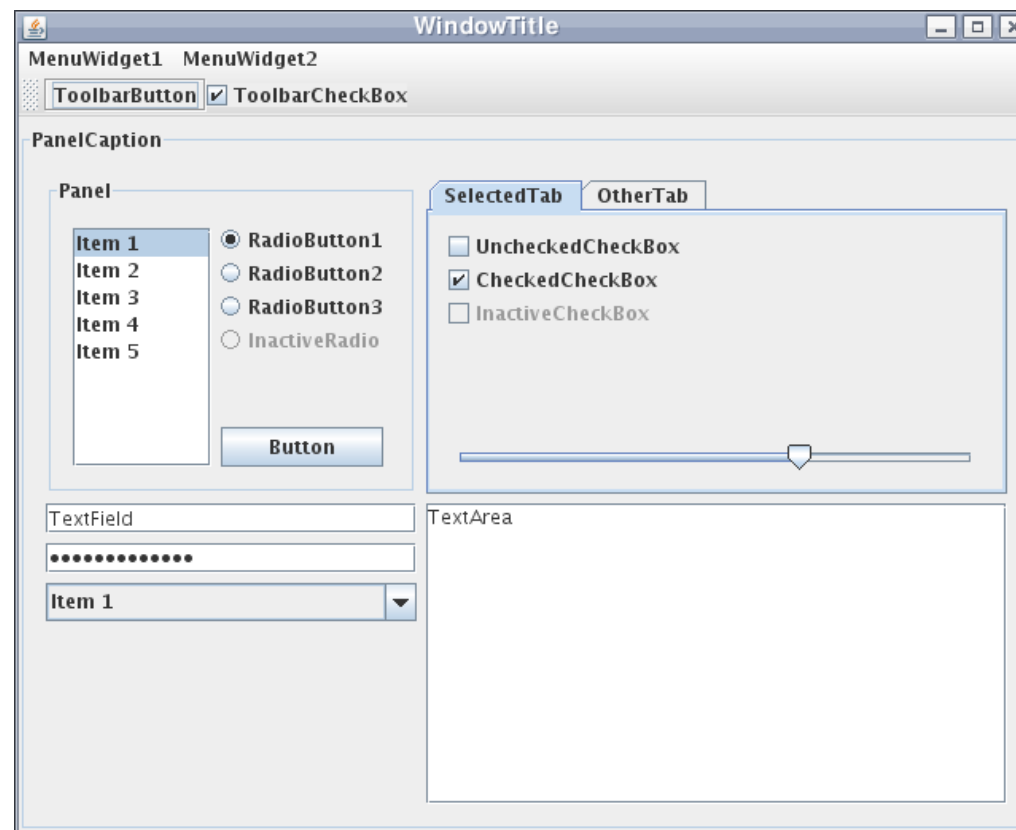 WindowTitle
MenuWidget1 MenuWidget2
ToolbarButton ToolbarCheckBox
PanelCaption
Panel
Item 1
Item 2
Item 3
Item 4
Item 5
RadioButton1
RadioButton2
RadioButton3
InactiveRadio
Button
SelectedTab OtherTab
UncheckedCheckBox
CheckedCheckBox
InactiveCheckBox
TextField
•••••••••••••
Item 1
TextArea